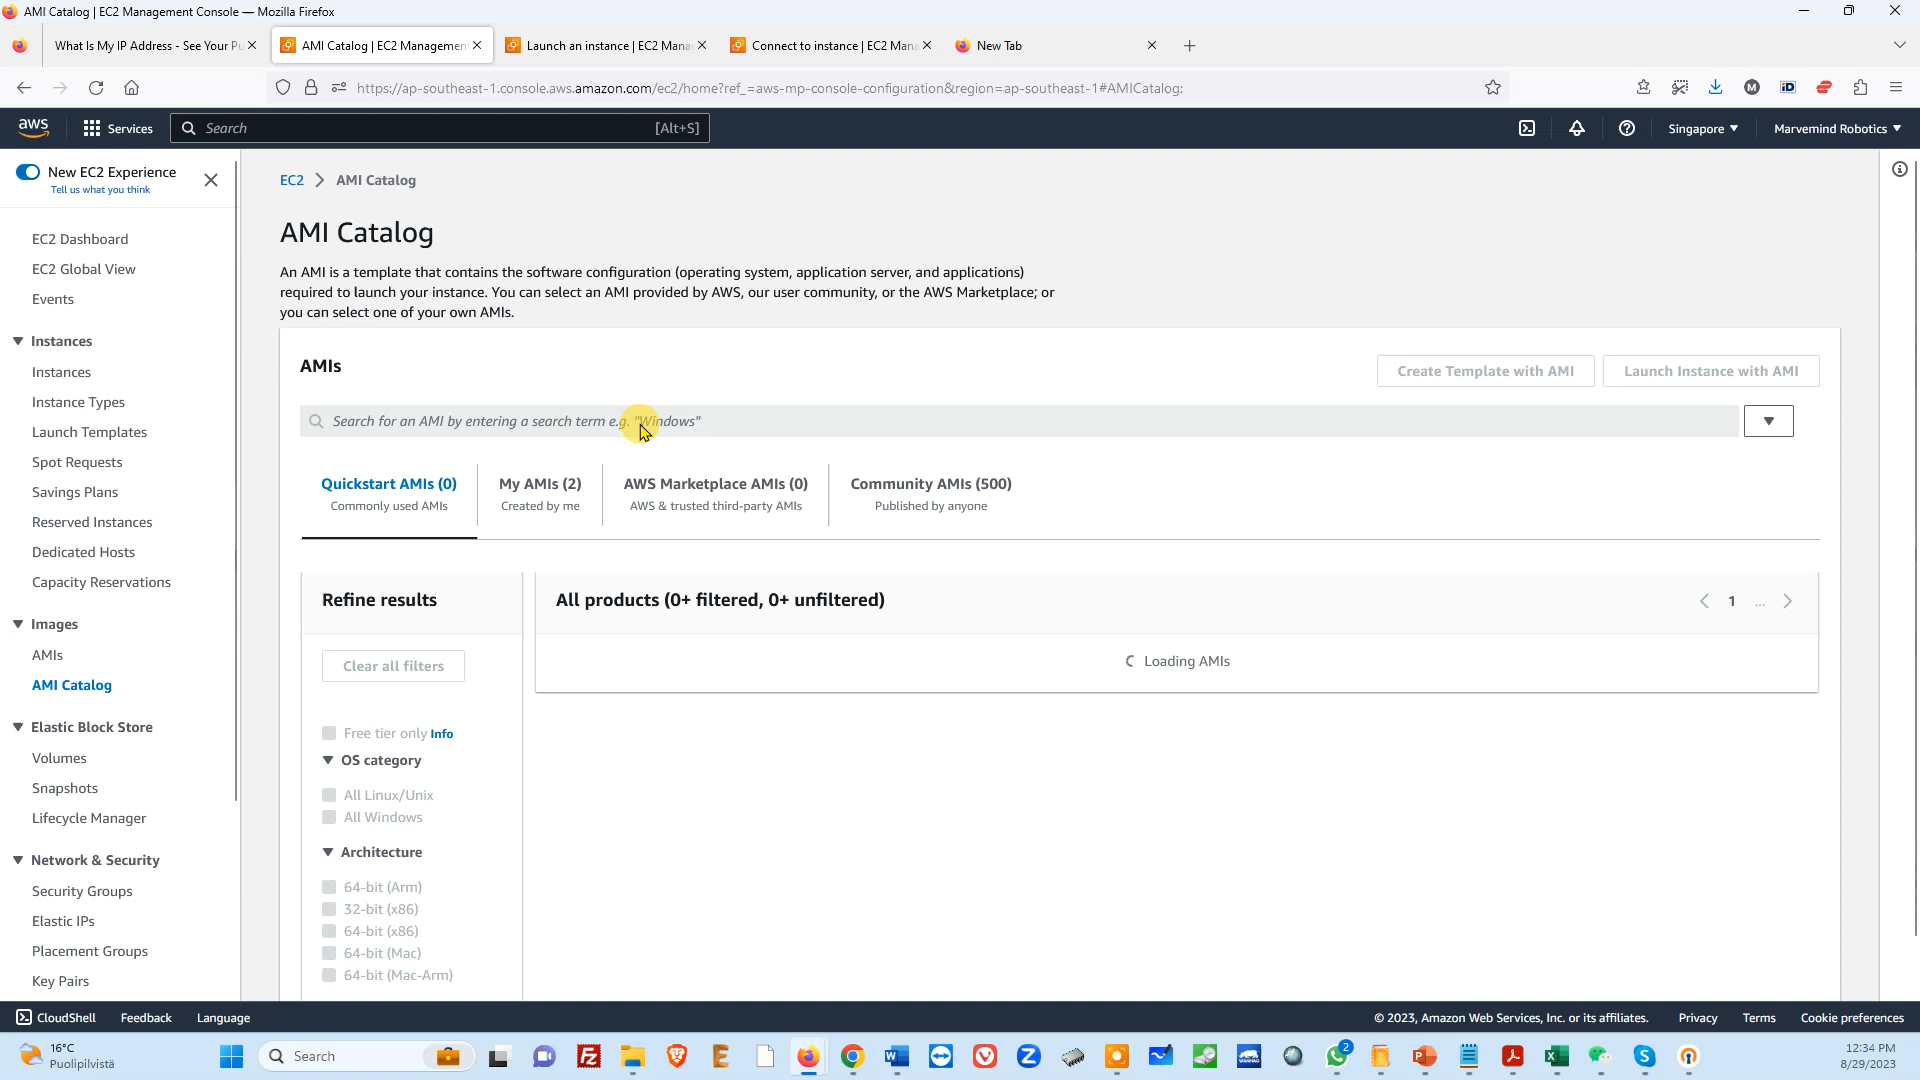 AMI Catalog | EC2 Management Console — Mozilla Firefox
What Is My IP Address - See Your Pu
AMI Catalog | EC2 Managemen
Launch an instance | EC2 Mana
Connect to instance | EC2 Mana
New Tab
https://ap-southeast-1.console.aws.amazon.com/ec2/home?ref_=aws-mp-console-configuration&region=ap-southeast-1#AMICatalog:
aws
Services
Search
[Alt+S]
Singapore
Marvemind Robotics
New EC2 Experience
Tell us what you think
EC2 Dashboard
EC2 Global View
Events
Instances
Instances
Instance Types
Launch Templates
Spot Requests
Savings Plans
Reserved Instances
Dedicated Hosts
Capacity Reservations
Images
AMIs
AMI Catalog
Elastic Block Store
Volumes
Snapshots
Lifecycle Manager
Network & Security
Security Groups
Elastic IPs
Placement Groups
Key Pairs
EC2 > AMI Catalog
AMI Catalog
An AMI is a template that contains the software configuration (operating system, application server, and applications)
required to launch your instance. You can select an AMI provided by AWS, our user community, or the AWS Marketplace; or
you can select one of your own AMIs.
AMIs
Create Template with AMI
Launch Instance with AMI
Search for an AMI by entering a search term e.g. "Windows"
Quickstart AMIs (0)
Commonly used AMIs
My AMIs (2)
Created by me
AWS Marketplace AMIs (0)
AWS & trusted third-party AMIs
Community AMIs (500)
Published by anyone
Refine results
Clear all filters
Free tier only Info
OS category
All Linux/Unix
All Windows
Architecture
64-bit (Arm)
32-bit (x86)
64-bit (x86)
64-bit (Mac)
64-bit (Mac-Arm)
All products (0+ filtered, 0+ unfiltered)
1 ...
Loading AMIs
CloudShell
Feedback
Language
© 2023, Amazon Web Services, Inc. or its affiliates.
Privacy
Terms
Cookie preferences
16°C
Puolipilvistä
Search
2
12:34 PM
8/29/2023